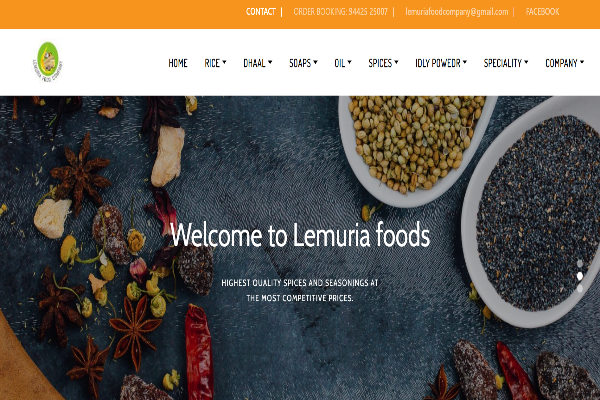 CONTACT | ORDER BOOKING: 94425 25007 | lemuriafoodcompany@gmail.com | FACEBOOK
HOME RICE DHAAL SOAPS OIL SPICES IDLY POWEDR SPECIALITY COMPANY
Welcome to Lemuria foods
HIGHEST QUALITY SPICES AND SEASONINGS AT
THE MOST COMPETITIVE PRICES.